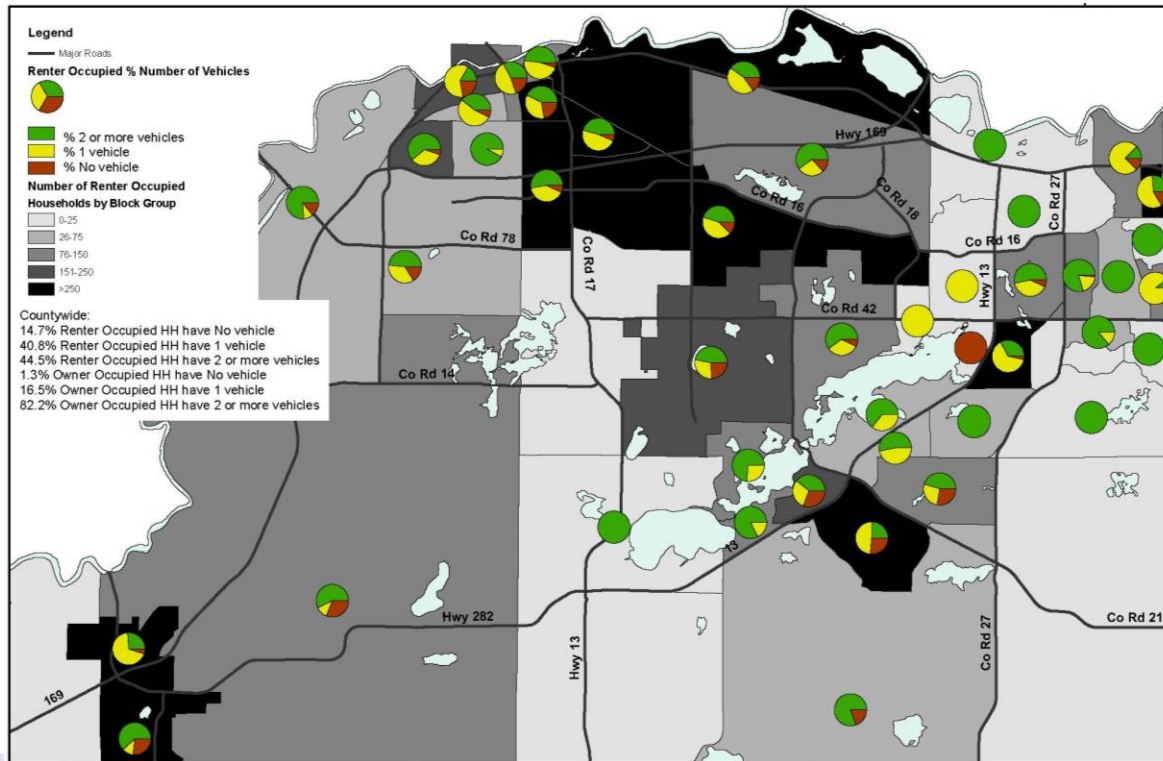 Legend
Major Roads
Renter Occupied % Number of Vehicles
% 2 or more vehicles
% 1 vehicle
% No vehicle
Number of Renter Occupied
Households by Block Group
0-25
26-75
76-150
151-250
>250
Countywide:
14.7% Renter Occupied HH have No vehicle
40.8% Renter Occupied HH have 1 vehicle
44.5% Renter Occupied HH have 2 or more vehicles
1.3% Owner Occupied HH have No vehicle
16.5% Owner Occupied HH have 1 vehicle
82.2% Owner Occupied HH have 2 or more vehicles
Hwy 169
Co Rd 27
Co Rd 16
Co Rd 18
Co Rd 78
Co Rd 16
Co Rd 17
Hwy 13
Co Rd 42
Co Rd 14
13
Hwy 282
Co Rd 21
Hwy 13
Co Rd 27
169